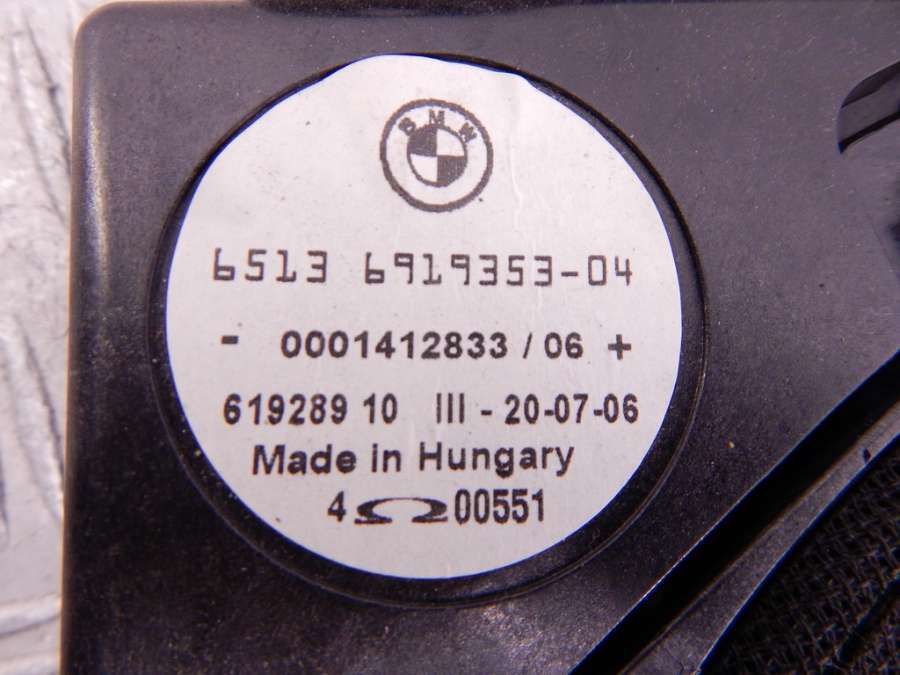 BMW
6513 6919353-04
- 0001412833 / 06 +
619289 10 III - 20-07-06
Made in Hungary
4 Ω 00551